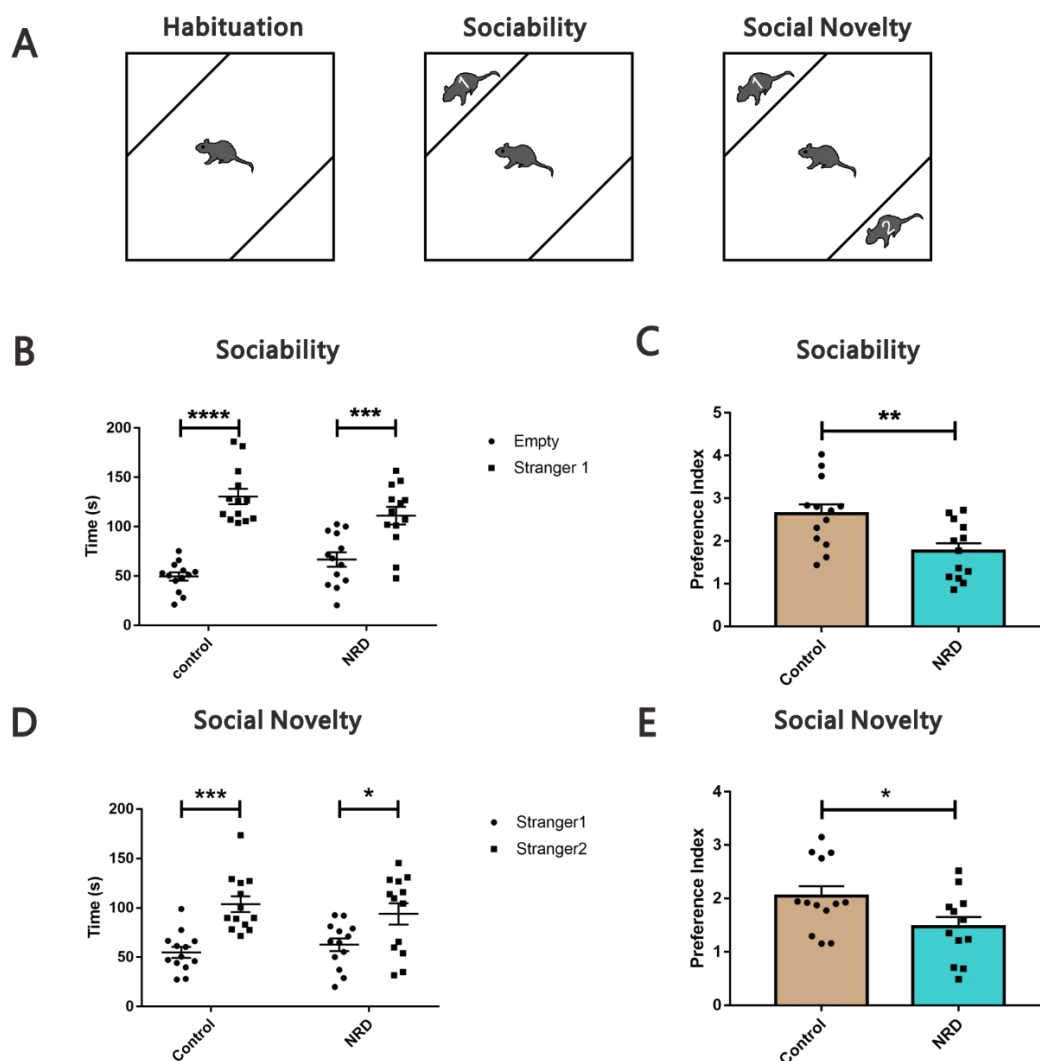 A
Habituation
Sociability
Social Novelty
1
1
2
B
Sociability
****
***
Empty
Stranger 1
Time (s)
200
150
100
50
0
control
NRD
C
Sociability
**
Preference Index
5
4
3
2
1
0
Control
NRD
D
Social Novelty
***
*
Stranger1
Stranger2
Time (s)
200
150
100
50
0
Control
NRD
E
Social Novelty
*
Preference Index
4
3
2
1
0
Control
NRD